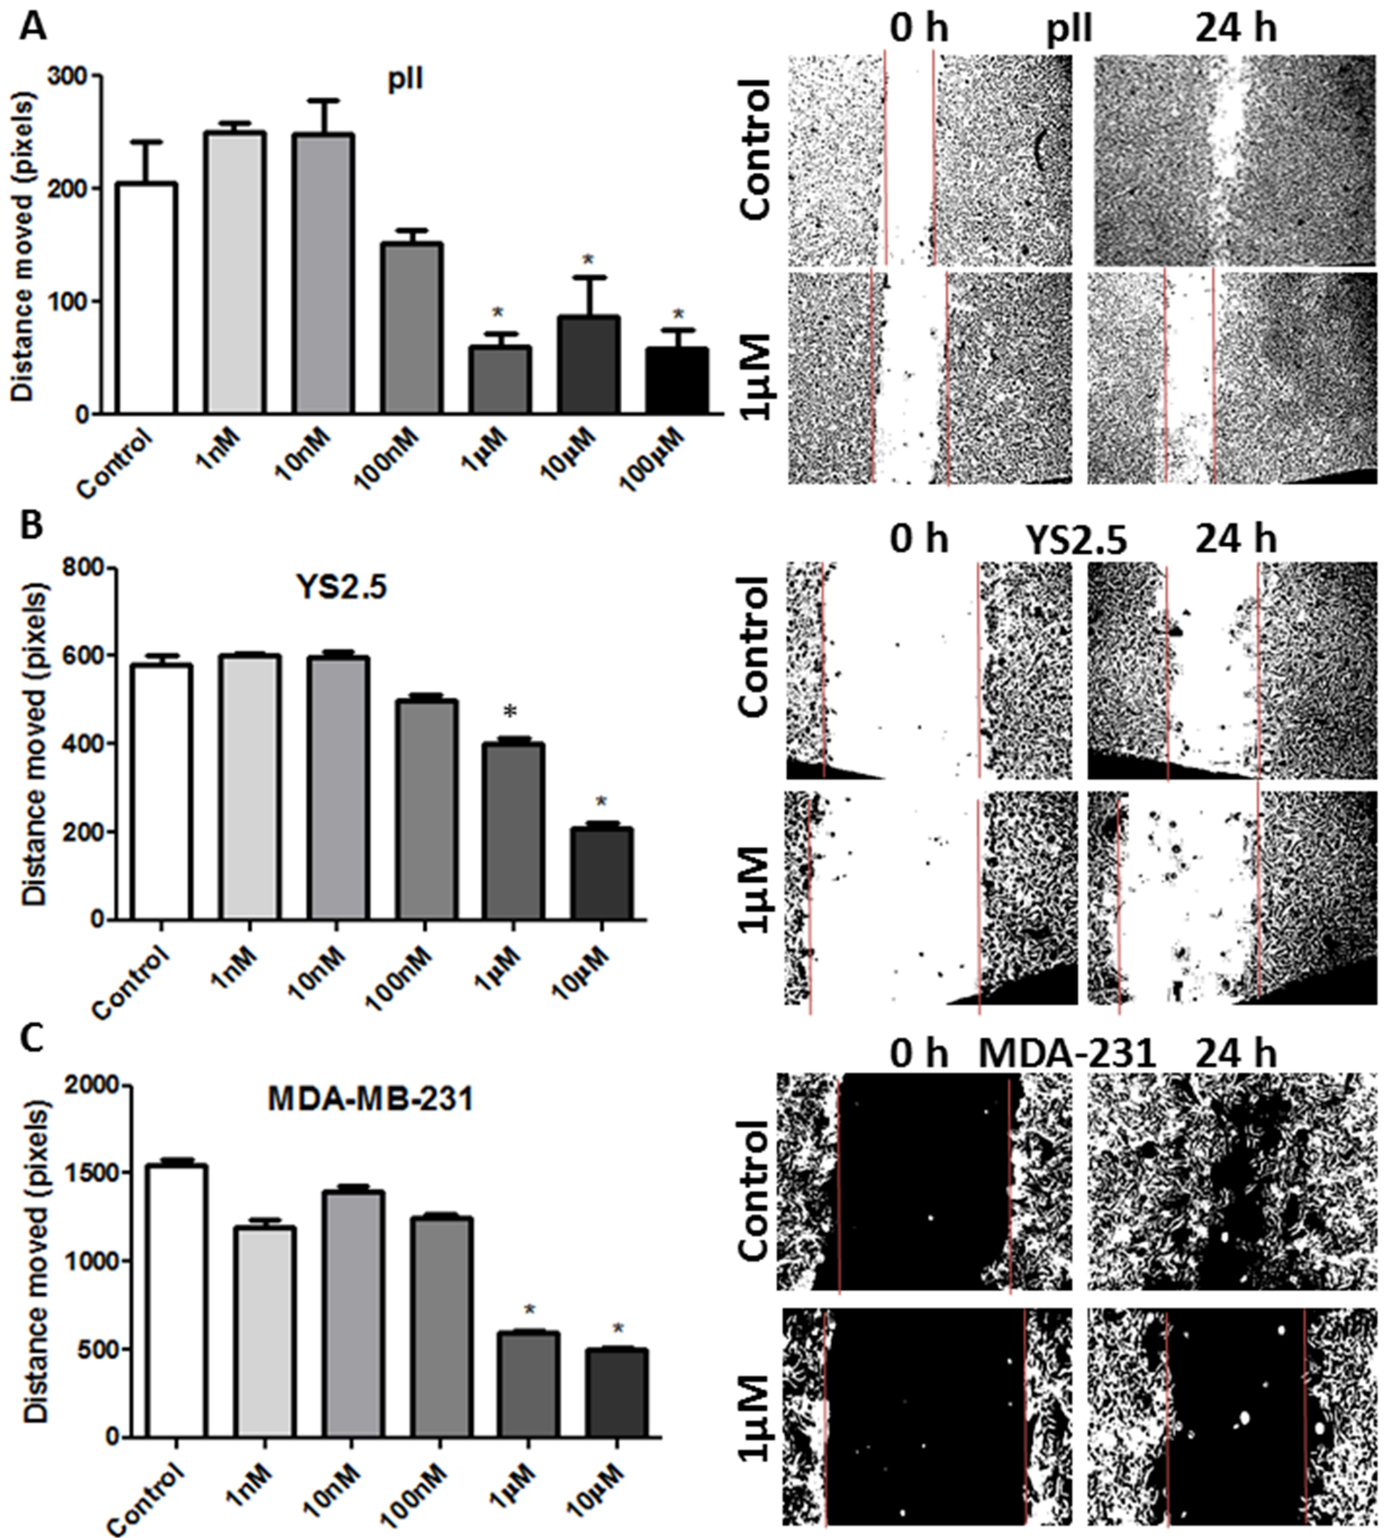 A
pII
300
200
100
0
Distance moved (pixels)
*
*
*
Control
1nM
10nM
100nM
1µM
10µM
100µM
0 h pII 24 h
Control
1µM
B
YS2.5
800
600
400
200
0
Distance moved (pixels)
*
*
Control
1nM
10nM
100nM
1µM
10µM
0 h YS2.5 24 h
Control
1µM
C
MDA-MB-231
2000
1500
1000
500
0
Distance moved (pixels)
*
*
Control
1nM
10nM
100nM
1µM
10µM
0 h MDA-231 24 h
Control
1µM